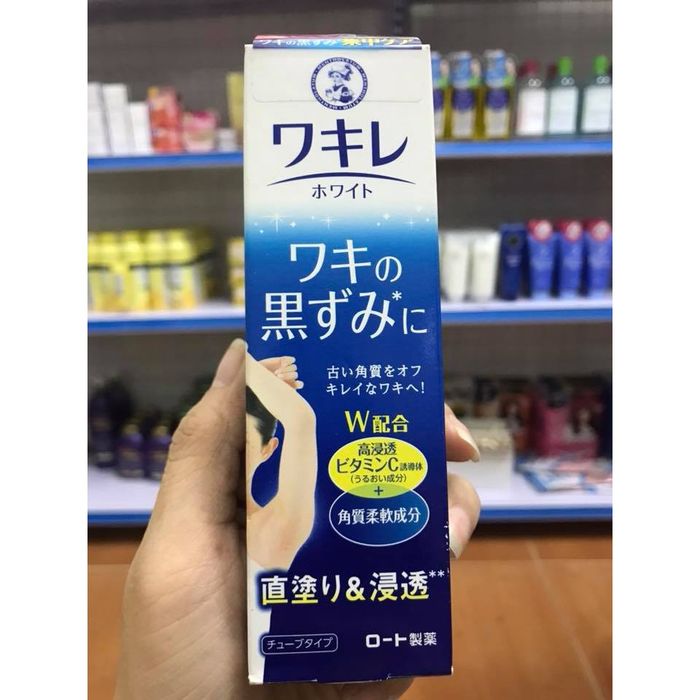 ワキの黒ずみ集中ケア
ワキレ
ホワイト
ワキの
黒ずみ*に
古い角質をオフ
キレイなワキへ!
W配合
高浸透
ビタミンC誘導体
(うるおい成分)
+
角質柔軟成分
直塗り&浸透**
チューブタイプ
ロート製薬